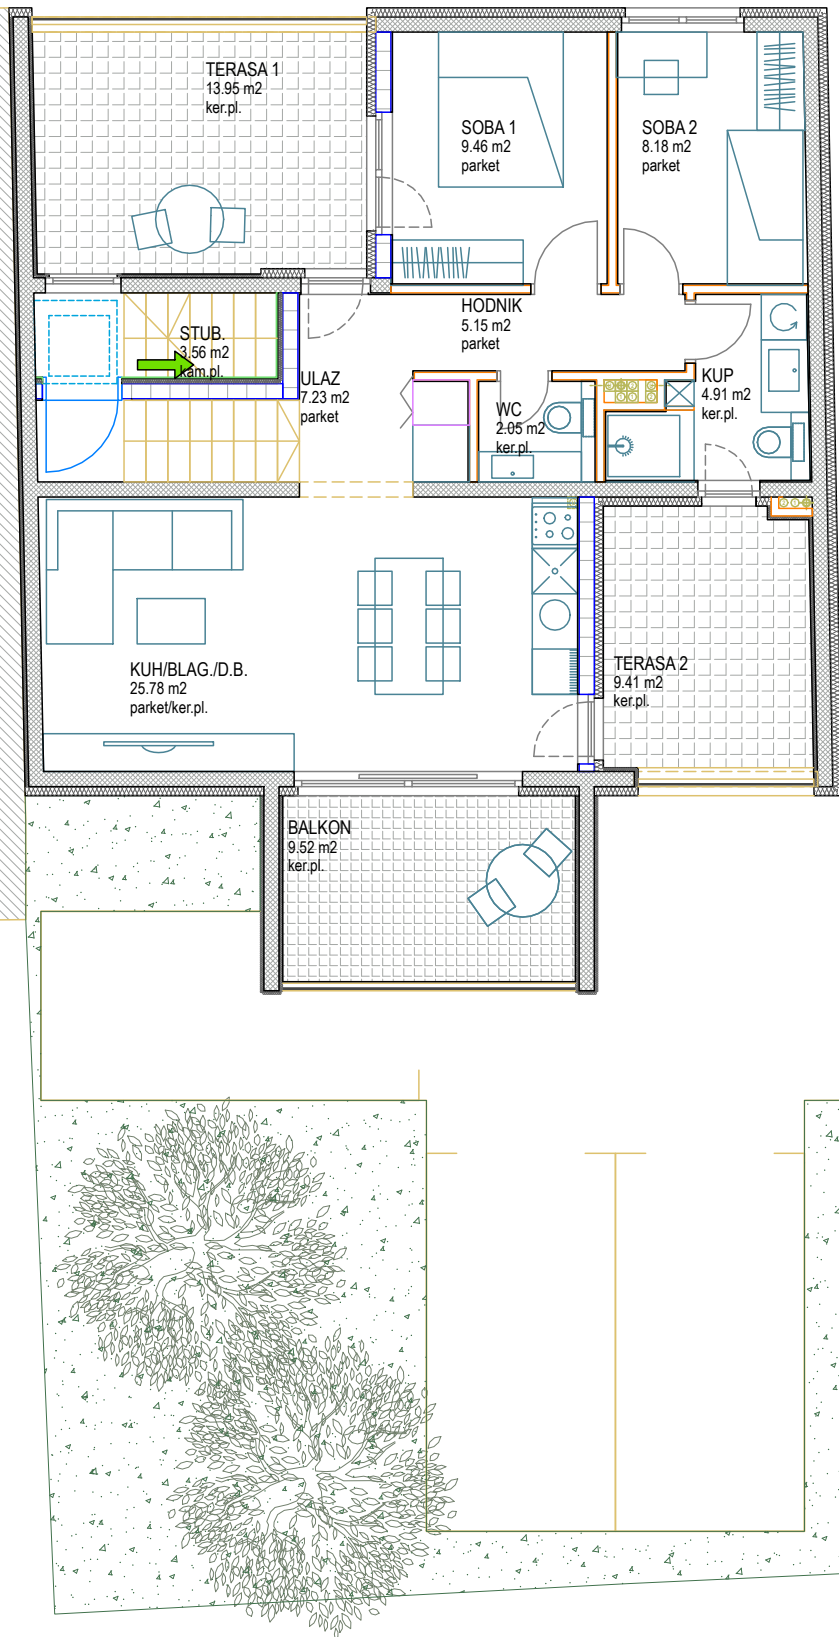 TERASA 1
13.95 m2
ker.pl.
SOBA 1
9.46 m2
parket
SOBA 2
8.18 m2
parket
HODNIK
5.15 m2
parket
STUB.
3.56 m2
kam.pl.
ULAZ
7.23 m2
parket
KUP
4.91 m2
ker.pl.
WC
2.05 m2
ker.pl.
KUH/BLAG./D.B.
25.78 m2
parket/ker.pl.
TERASA 2
9.41 m2
ker.pl.
BALKON
9.52 m2
ker.pl.